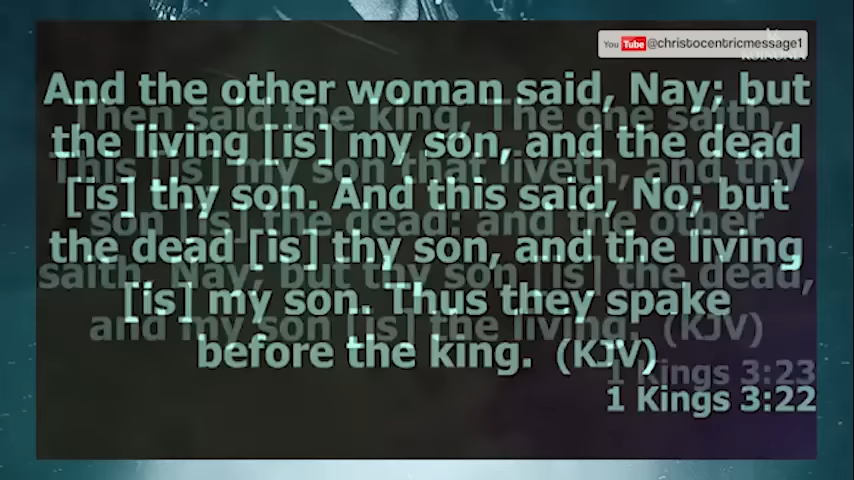 You Tube @christocentricmessage1
And the other woman said, Nay; but
the living [is] my son, and the dead
[is] thy son. And this said, No; but
the dead [is] thy son, and the living
[is] my son. Thus they spake
before the king. (KJV)
1 Kings 3:22
Then said the king, The one saith,
This [is] my son that liveth, and thy
son [is] the dead: and the other
saith, Nay; but thy son [is] the dead,
and my son [is] the living. (KJV)
1 Kings 3:23